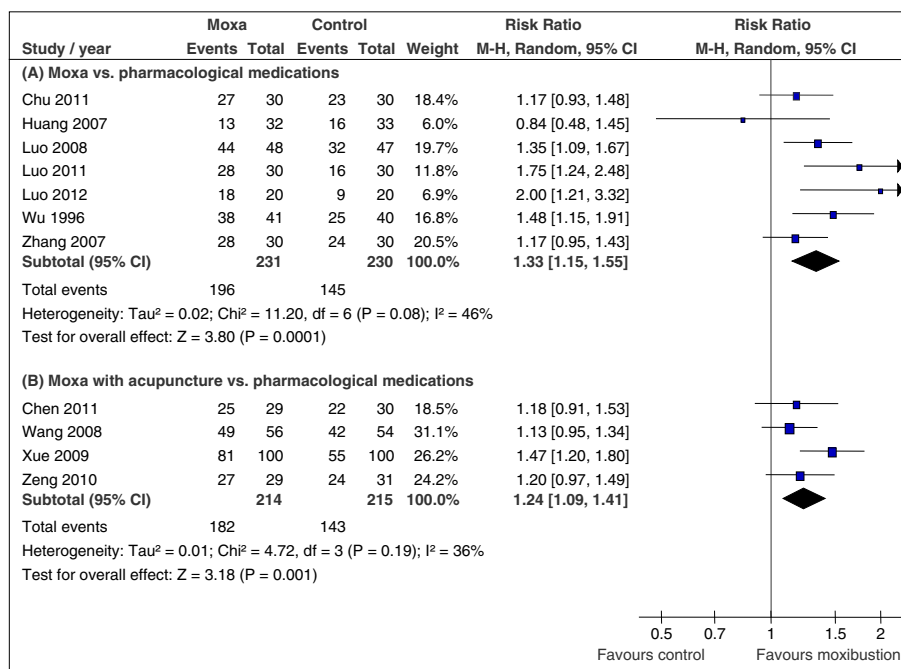 Moxa Control Risk Ratio Risk Ratio
Study / year Events Total Events Total Weight M-H, Random, 95% CI M-H, Random, 95% CI
(A) Moxa vs. pharmacological medications
Chu 2011 27 30 23 30 18.4% 1.17 [0.93, 1.48]
Huang 2007 13 32 16 33 6.0% 0.84 [0.48, 1.45]
Luo 2008 44 48 32 47 19.7% 1.35 [1.09, 1.67]
Luo 2011 28 30 16 30 11.8% 1.75 [1.24, 2.48]
Luo 2012 18 20 9 20 6.9% 2.00 [1.21, 3.32]
Wu 1996 38 41 25 40 16.8% 1.48 [1.15, 1.91]
Zhang 2007 28 30 24 30 20.5% 1.17 [0.95, 1.43]
Subtotal (95% CI) 231 230 100.0% 1.33 [1.15, 1.55]
Total events 196 145
Heterogeneity: Tau² = 0.02; Chi² = 11.20, df = 6 (P = 0.08); I² = 46%
Test for overall effect: Z = 3.80 (P = 0.0001)
(B) Moxa with acupuncture vs. pharmacological medications
Chen 2011 25 29 22 30 18.5% 1.18 [0.91, 1.53]
Wang 2008 49 56 42 54 31.1% 1.13 [0.95, 1.34]
Xue 2009 81 100 55 100 26.2% 1.47 [1.20, 1.80]
Zeng 2010 27 29 24 31 24.2% 1.20 [0.97, 1.49]
Subtotal (95% CI) 214 215 100.0% 1.24 [1.09, 1.41]
Total events 182 143
Heterogeneity: Tau² = 0.01; Chi² = 4.72, df = 3 (P = 0.19); I² = 36%
Test for overall effect: Z = 3.18 (P = 0.001)
0.5 0.7 1 1.5 2
Favours control Favours moxibustion